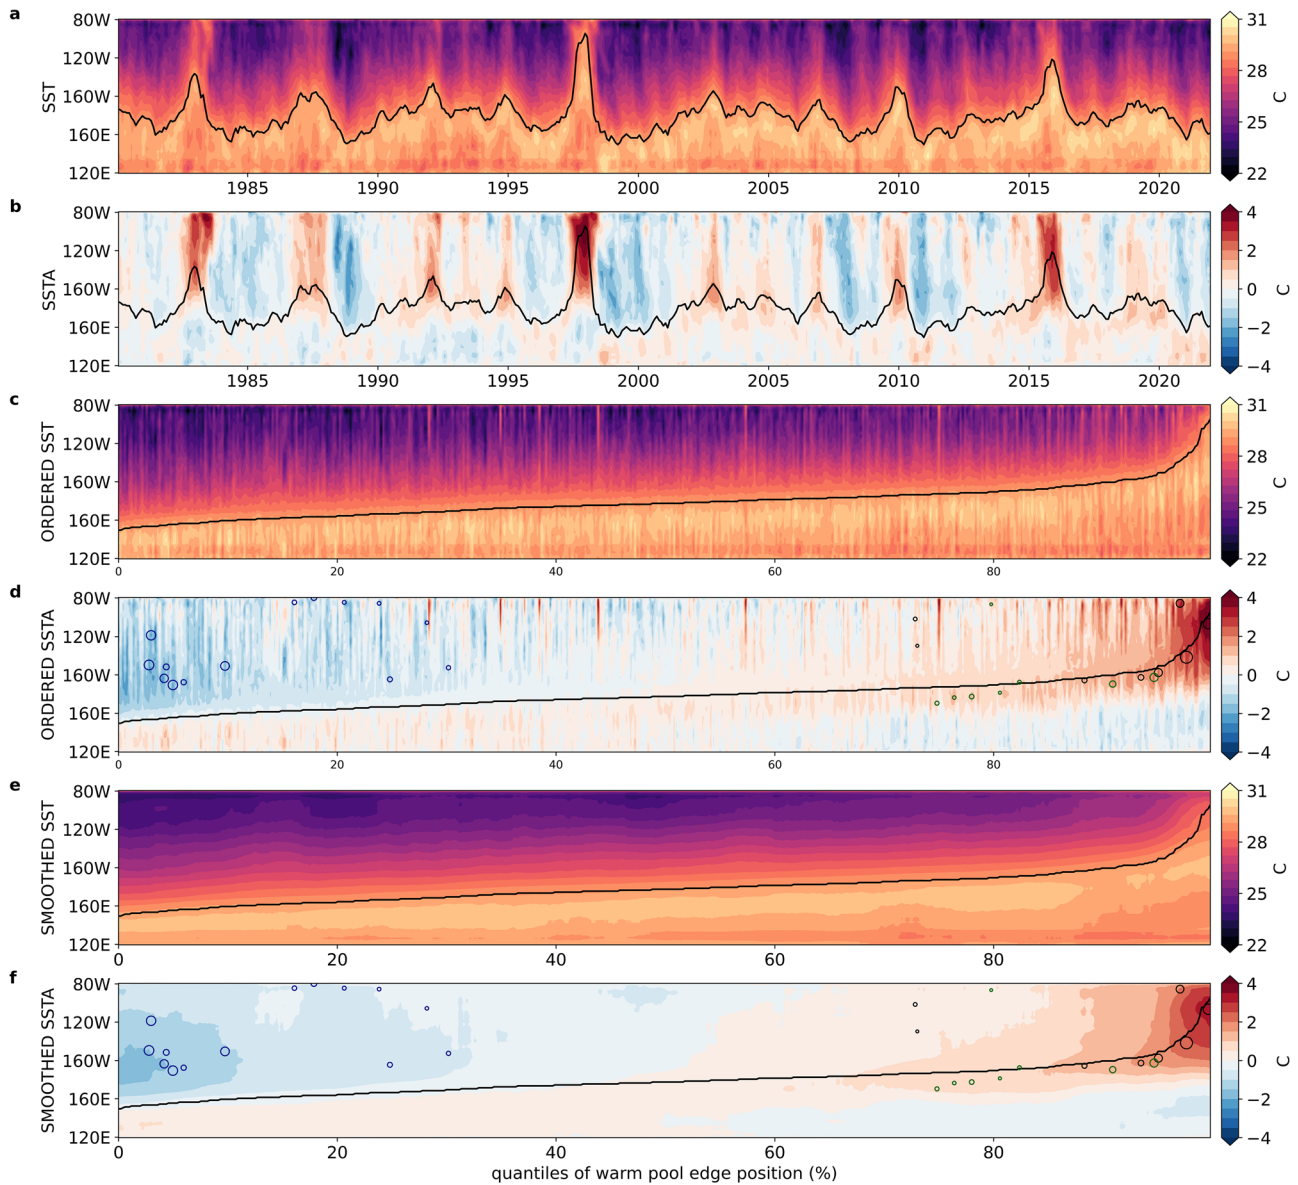 a
SST
80W
120W
160W
160E
120E
1985 1990 1995 2000 2005 2010 2015 2020
31
28
25
22
C
b
SSTA
80W
120W
160W
160E
120E
1985 1990 1995 2000 2005 2010 2015 2020
4
2
0
−2
−4
C
c
ORDERED SST
80W
120W
160W
160E
120E
0 20 40 60 80
31
28
25
22
C
d
ORDERED SSTA
80W
120W
160W
160E
120E
0 20 40 60 80
4
2
0
−2
−4
C
e
SMOOTHED SST
80W
120W
160W
160E
120E
0 20 40 60 80
31
28
25
22
C
f
SMOOTHED SSTA
80W
120W
160W
160E
120E
0 20 40 60 80
4
2
0
−2
−4
C
quantiles of warm pool edge position (%)